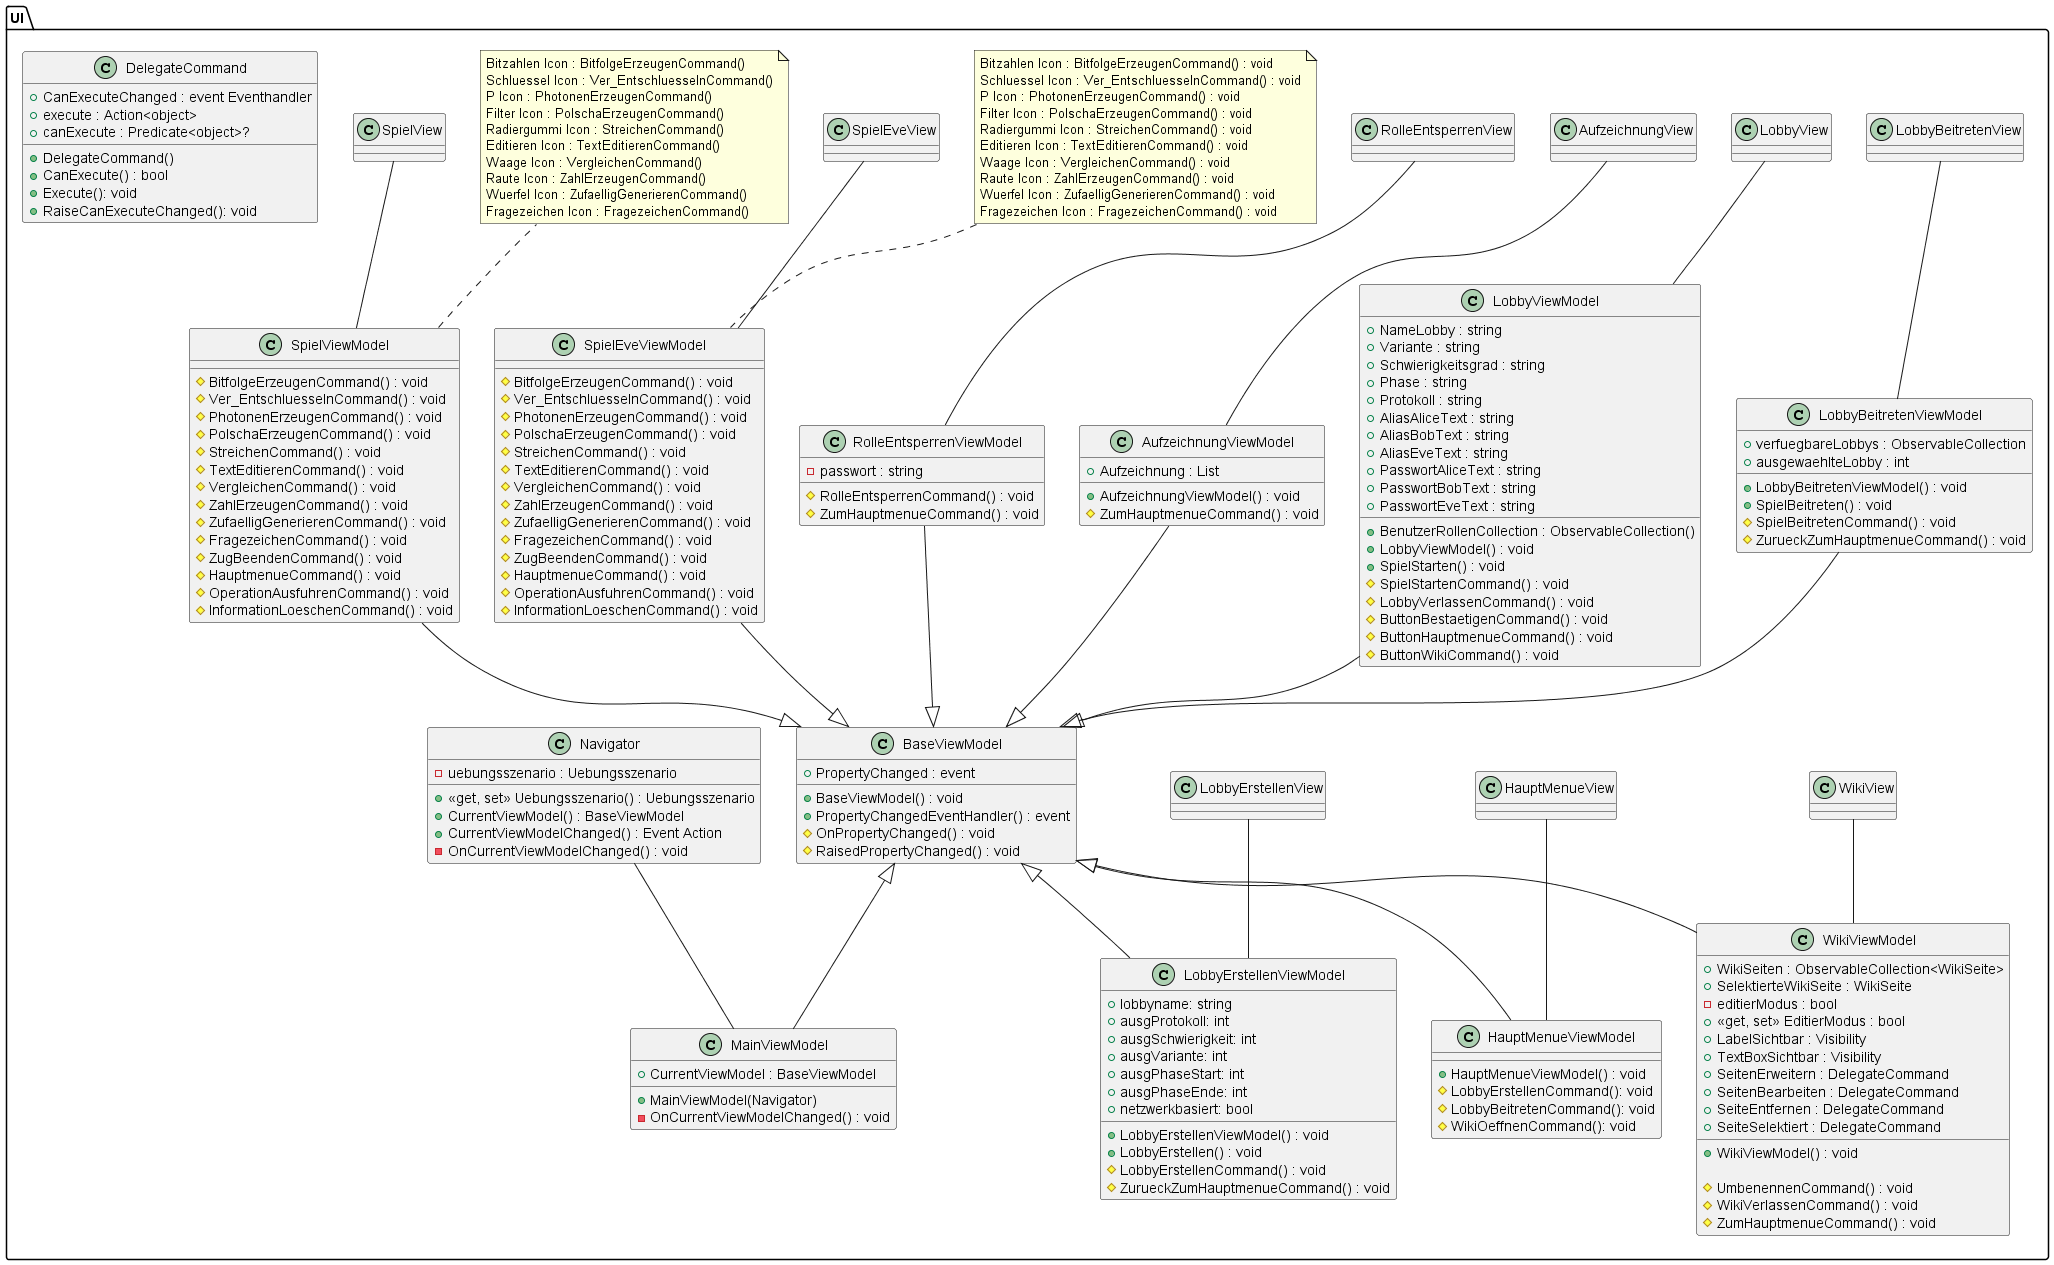 UI
DelegateCommand
CanExecuteChanged : event Eventhandler
execute : Action<object>
canExecute : Predicate<object>?
DelegateCommand()
CanExecute() : bool
Execute(): void
RaiseCanExecuteChanged(): void
SpielView
Bitzahlen Icon : BitfolgeErzeugenCommand()
Schluessel Icon : Ver_EntschluesselnCommand()
P Icon : PhotonenErzeugenCommand()
Filter Icon : PolschaErzeugenCommand()
Radiergummi Icon : StreichenCommand()
Editieren Icon : TextEditierenCommand()
Waage Icon : VergleichenCommand()
Raute Icon : ZahlErzeugenCommand()
Wuerfel Icon : ZufaelligGenerierenCommand()
Fragezeichen Icon : FragezeichenCommand()
SpielEveView
Bitzahlen Icon : BitfolgeErzeugenCommand() : void
Schluessel Icon : Ver_EntschluesselnCommand() : void
P Icon : PhotonenErzeugenCommand() : void
Filter Icon : PolschaErzeugenCommand() : void
Radiergummi Icon : StreichenCommand() : void
Editieren Icon : TextEditierenCommand() : void
Waage Icon : VergleichenCommand() : void
Raute Icon : ZahlErzeugenCommand() : void
Wuerfel Icon : ZufaelligGenerierenCommand() : void
Fragezeichen Icon : FragezeichenCommand() : void
RolleEntsperrenView
AufzeichnungView
LobbyView
LobbyBeitretenView
SpielViewModel
BitfolgeErzeugenCommand() : void
Ver_EntschluesselnCommand() : void
PhotonenErzeugenCommand() : void
PolschaErzeugenCommand() : void
StreichenCommand() : void
TextEditierenCommand() : void
VergleichenCommand() : void
ZahlErzeugenCommand() : void
ZufaelligGenerierenCommand() : void
FragezeichenCommand() : void
ZugBeendenCommand() : void
HauptmenueCommand() : void
OperationAusfuhrenCommand() : void
InformationLoeschenCommand() : void
SpielEveViewModel
BitfolgeErzeugenCommand() : void
Ver_EntschluesselnCommand() : void
PhotonenErzeugenCommand() : void
PolschaErzeugenCommand() : void
StreichenCommand() : void
TextEditierenCommand() : void
VergleichenCommand() : void
ZahlErzeugenCommand() : void
ZufaelligGenerierenCommand() : void
FragezeichenCommand() : void
ZugBeendenCommand() : void
HauptmenueCommand() : void
OperationAusfuhrenCommand() : void
InformationLoeschenCommand() : void
RolleEntsperrenViewModel
passwort : string
RolleEntsperrenCommand() : void
ZumHauptmenueCommand() : void
AufzeichnungViewModel
Aufzeichnung : List
AufzeichnungViewModel() : void
ZumHauptmenueCommand() : void
LobbyViewModel
NameLobby : string
Variante : string
Schwierigkeitsgrad : string
Phase : string
Protokoll : string
AliasAliceText : string
AliasBobText : string
AliasEveText : string
PasswortAliceText : string
PasswortBobText : string
PasswortEveText : string
BenutzerRollenCollection : ObservableCollection()
LobbyViewModel() : void
SpielStarten() : void
SpielStartenCommand() : void
LobbyVerlassenCommand() : void
ButtonBestaetigenCommand() : void
ButtonHauptmenueCommand() : void
ButtonWikiCommand() : void
LobbyBeitretenViewModel
verfuegbareLobbys : ObservableCollection
ausgewaehlteLobby : int
LobbyBeitretenViewModel() : void
SpielBeitreten() : void
SpielBeitretenCommand() : void
ZurueckZumHauptmenueCommand() : void
Navigator
uebungsszenario : Uebungsszenario
«get, set» Uebungsszenario() : Uebungsszenario
CurrentViewModel() : BaseViewModel
CurrentViewModelChanged() : Event Action
OnCurrentViewModelChanged() : void
BaseViewModel
PropertyChanged : event
BaseViewModel() : void
PropertyChangedEventHandler() : event
OnPropertyChanged() : void
RaisedPropertyChanged() : void
LobbyErstellenView
HauptMenueView
WikiView
MainViewModel
CurrentViewModel : BaseViewModel
MainViewModel(Navigator)
OnCurrentViewModelChanged() : void
LobbyErstellenViewModel
lobbyname: string
ausgProtokoll: int
ausgSchwierigkeit: int
ausgVariante: int
ausgPhaseStart: int
ausgPhaseEnde: int
netzwerkbasiert: bool
LobbyErstellenViewModel() : void
LobbyErstellen() : void
LobbyErstellenCommand() : void
ZurueckZumHauptmenueCommand() : void
HauptMenueViewModel
HauptMenueViewModel() : void
LobbyErstellenCommand(): void
LobbyBeitretenCommand(): void
WikiOeffnenCommand(): void
WikiViewModel
WikiSeiten : ObservableCollection<WikiSeite>
SelektierteWikiSeite : WikiSeite
editierModus : bool
«get, set» EditierModus : bool
LabelSichtbar : Visibility
TextBoxSichtbar : Visibility
SeitenErweitern : DelegateCommand
SeitenBearbeiten : DelegateCommand
SeiteEntfernen : DelegateCommand
SeiteSelektiert : DelegateCommand
WikiViewModel() : void
UmbenennenCommand() : void
WikiVerlassenCommand() : void
ZumHauptmenueCommand() : void